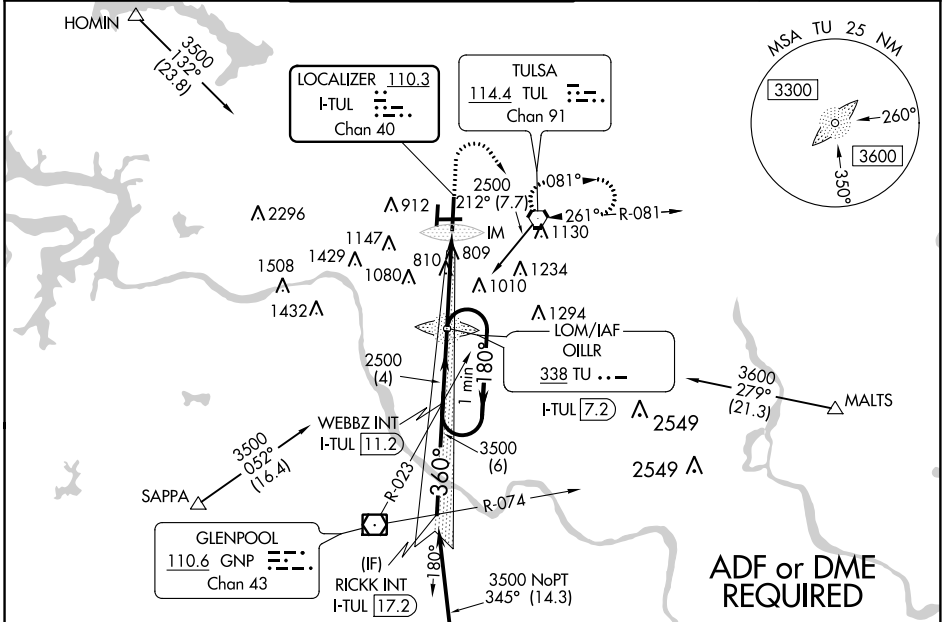 HOMIN
3500
132°
(23.8)
LOCALIZER 110.3
I-TUL
Chan 40
TULSA
114.4 TUL
Chan 91
MSA TU 25 NM
3300
260°
3600
350°
2500
212° (7.7)
081°
261°
R-081
2296
912
IM
1130
1147
1429
810
809
1508
1080
1234
1010
1432
1294
LOM/IAF
OILLR
338 TU
2500
(4)
1 min
180°
3600
279°
(21.3)
MALTS
I-TUL 7.2
2549
WEBBZ INT
I-TUL 11.2
3500
(6)
3500
052°
(16.4)
2549
360°
R-023
R-074
SAPPA
GLENPOOL
110.6 GNP
Chan 43
(IF)
RICKK INT
I-TUL 17.2
180°
3500 NoPT
345° (14.3)
ADF or DME
REQUIRED